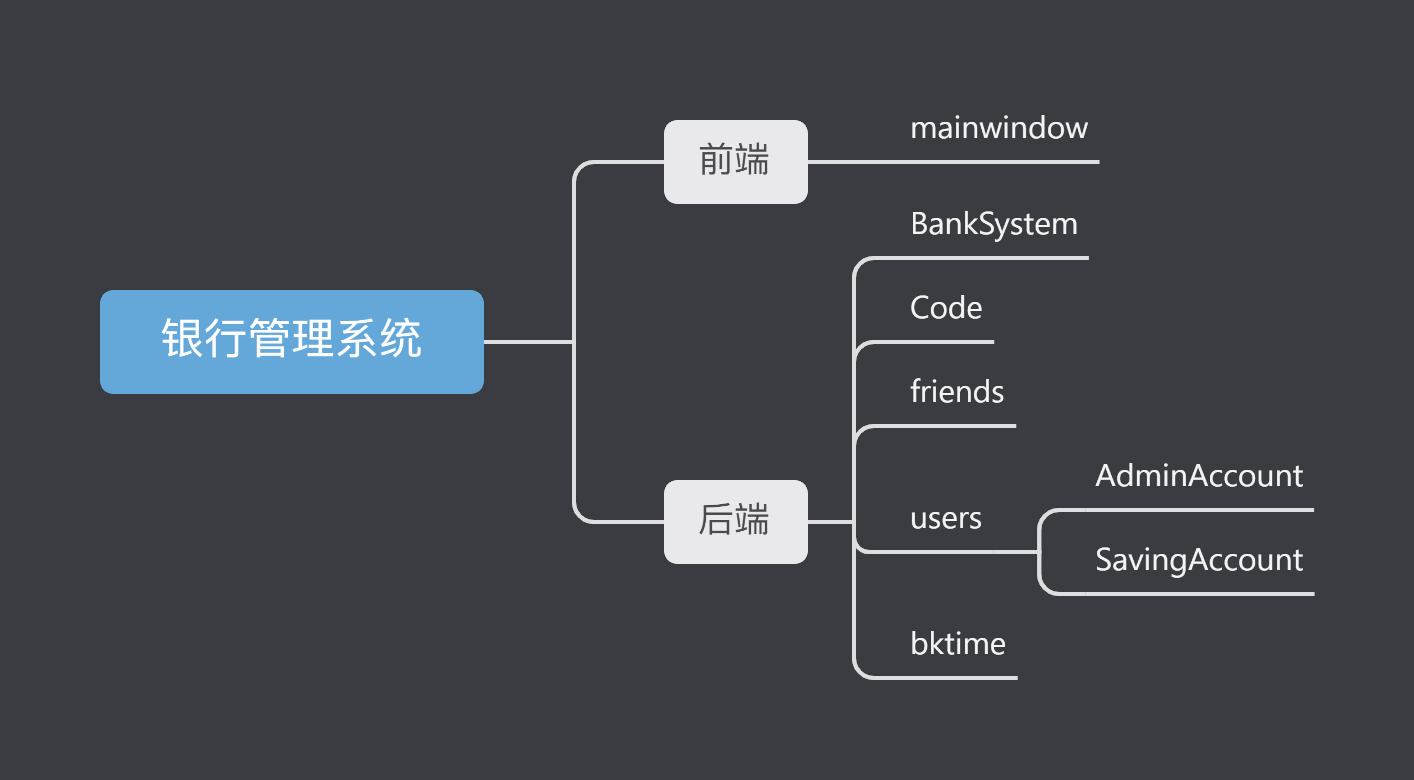 银行管理系统
前端
mainwindow
后端
BankSystem
Code
friends
users
AdminAccount
SavingAccount
bktime